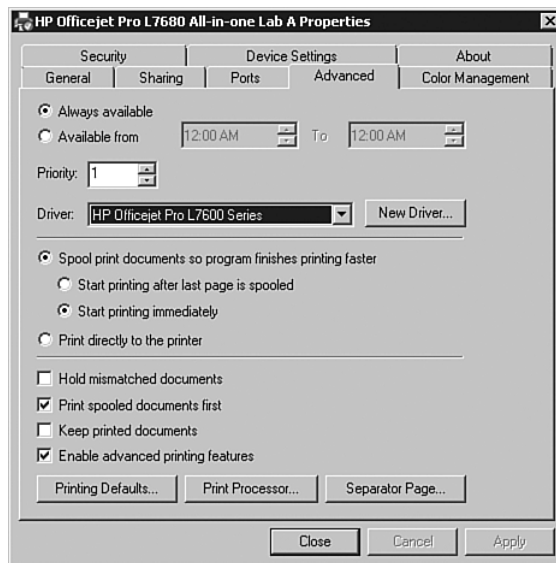 HP Officejet Pro L7680 All-in-one Lab A Properties
Security Device Settings About
General Sharing Ports Advanced Color Management
Always available
Available from 12:00 AM To 12:00 AM
Priority: 1
Driver: HP Officejet Pro L7600 Series New Driver...
Spool print documents so program finishes printing faster
Start printing after last page is spooled
Start printing immediately
Print directly to the printer
Hold mismatched documents
Print spooled documents first
Keep printed documents
Enable advanced printing features
Printing Defaults... Print Processor... Separator Page...
Close Cancel Apply